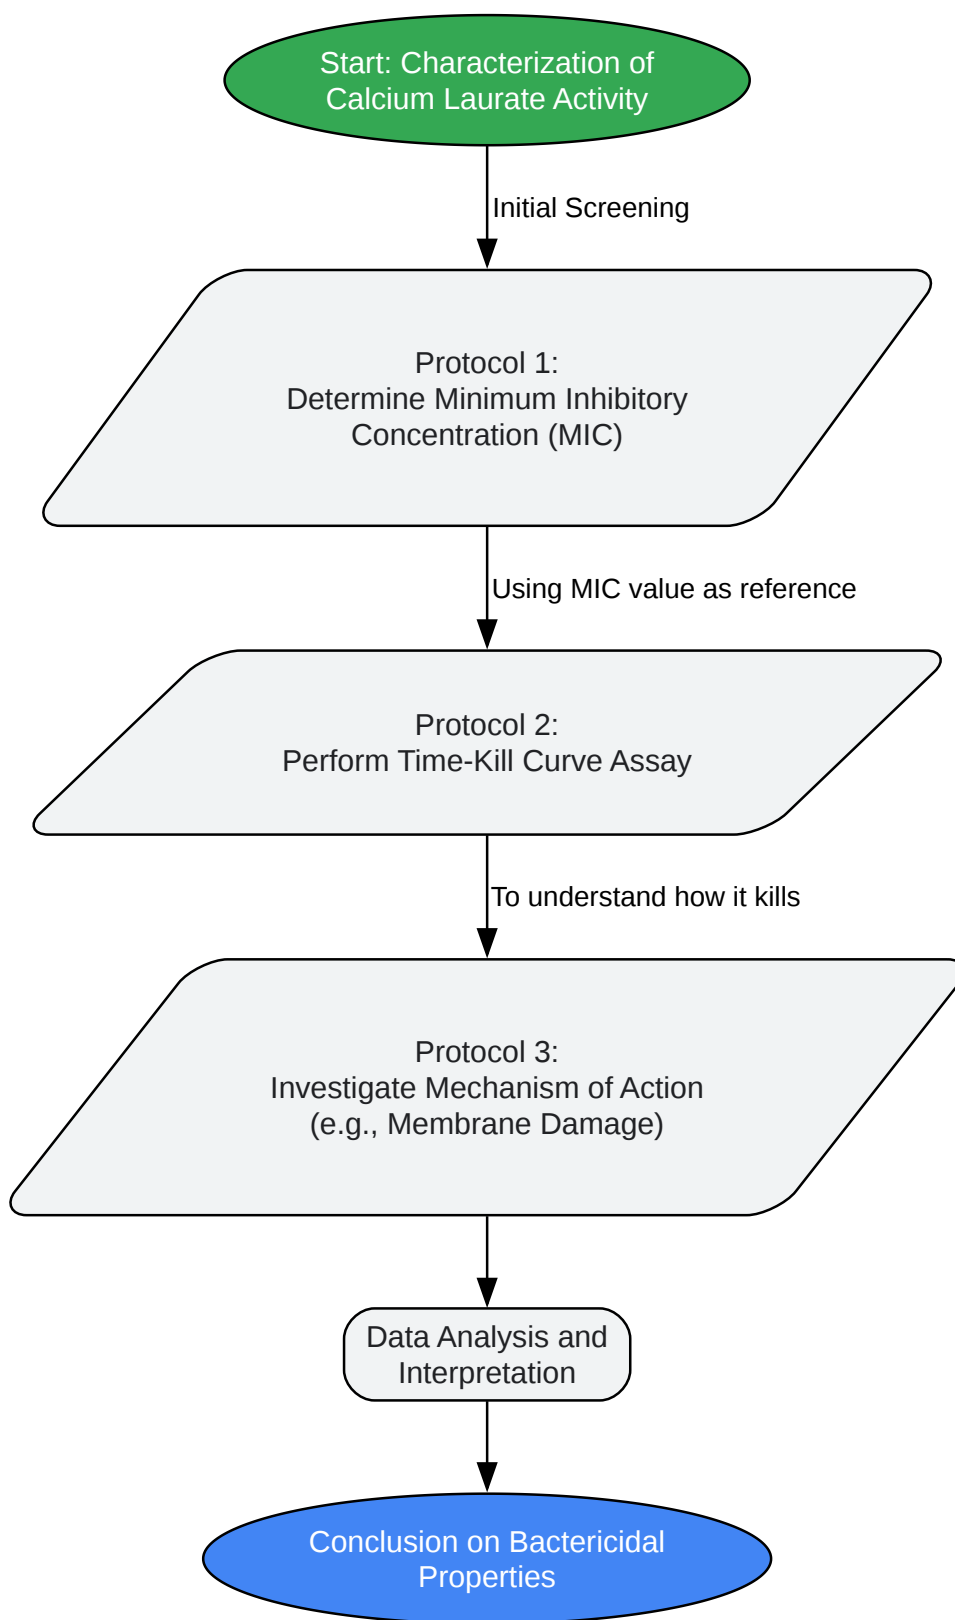 Start: Characterization of
Calcium Laurate Activity
Initial Screening
Protocol 1:
Determine Minimum Inhibitory
Concentration (MIC)
Using MIC value as reference
Protocol 2:
Perform Time-Kill Curve Assay
To understand how it kills
Protocol 3:
Investigate Mechanism of Action
(e.g., Membrane Damage)
Data Analysis and
Interpretation
Conclusion on Bactericidal
Properties